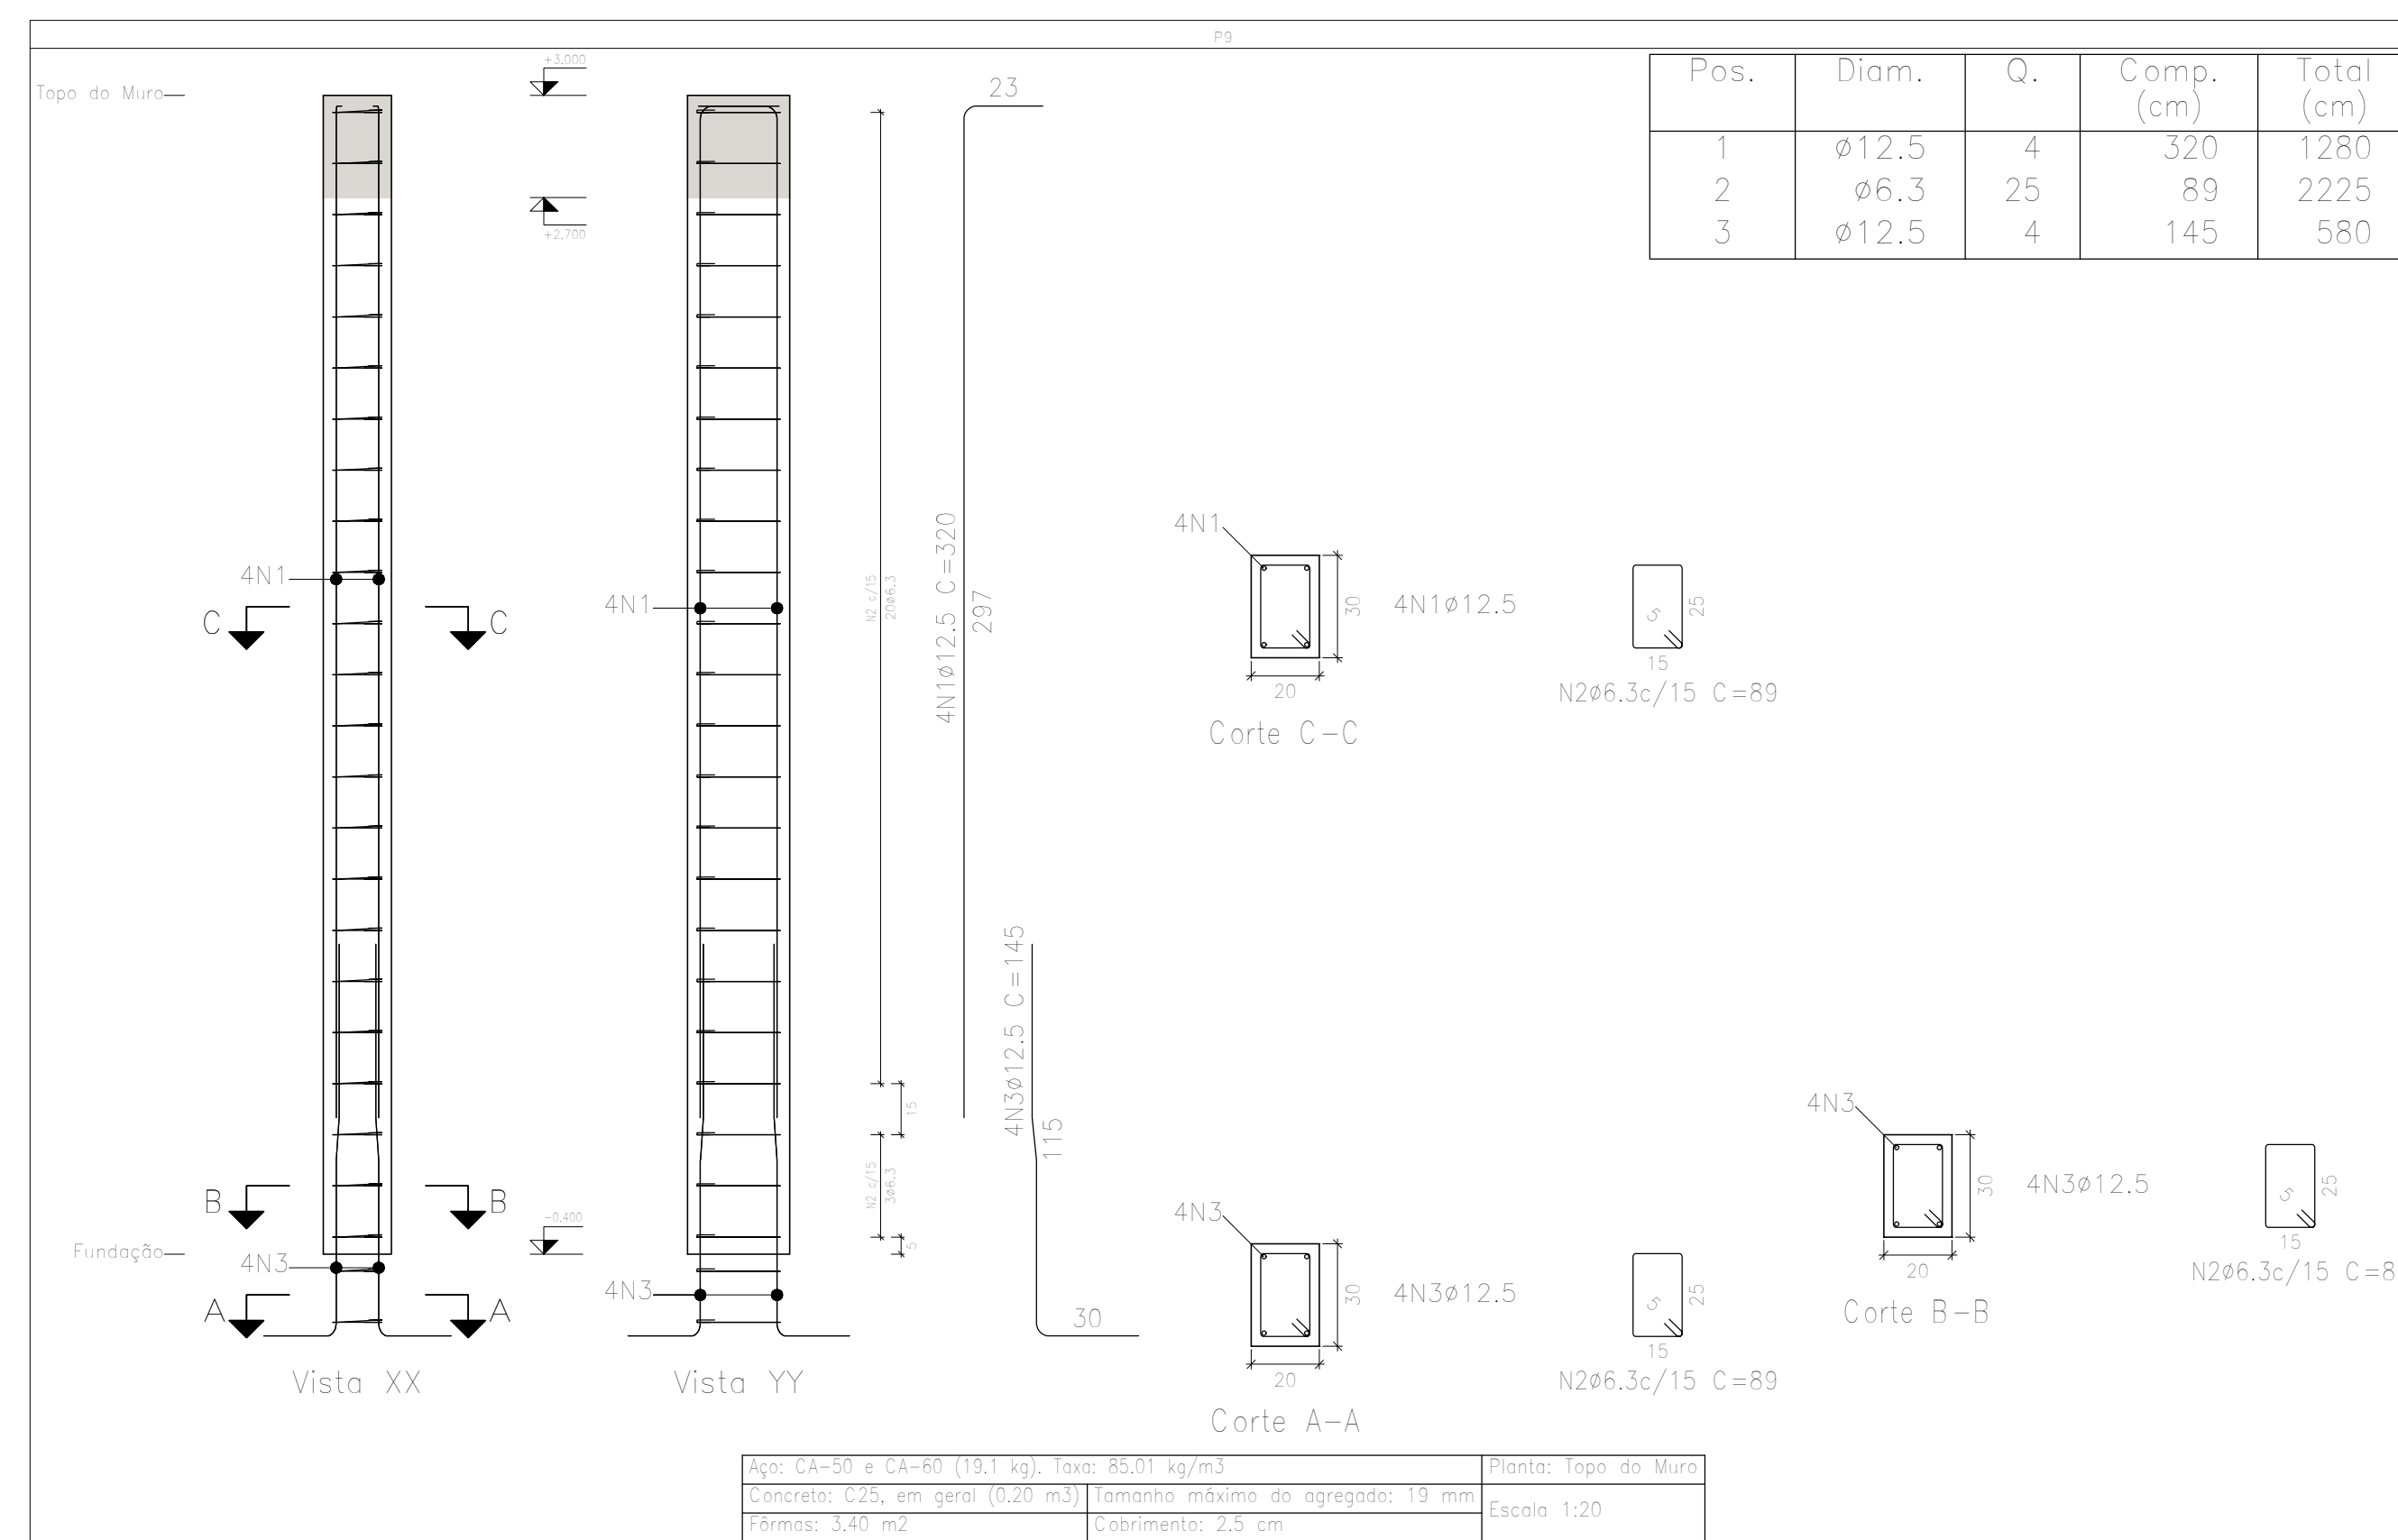 P9
Topo do Muro
+3.000
+2.700
23
Pos. Diam. Q. Comp. (cm) Total (cm)
1 ø12.5 4 320 1280
2 ø6.3 25 89 2225
3 ø12.5 4 145 580
4N1
C C
4N1
N2 c/15
20ø6.3
4N1ø12.5 C=320
297
4N1
30
20
4N1ø12.5
Corte C-C
5
25
15
N2ø6.3c/15 C=89
4N3ø12.5 C=145
115
15
N2 c/15
3ø6.3
5
30
B B
-0.400
Fundação
4N3
4N3
A A
Vista XX
Vista YY
4N3
30
20
4N3ø12.5
Corte A-A
5
25
15
N2ø6.3c/15 C=89
4N3
30
20
4N3ø12.5
Corte B-B
5
25
15
N2ø6.3c/15 C=8
Aço: CA-50 e CA-60 (19.1 kg). Taxa: 85.01 kg/m3
Planta: Topo do Muro
Concreto: C25, em geral (0.20 m3)
Tamanho máximo do agregado: 19 mm
Escala 1:20
Fôrmas: 3.40 m2
Cobrimento: 2.5 cm